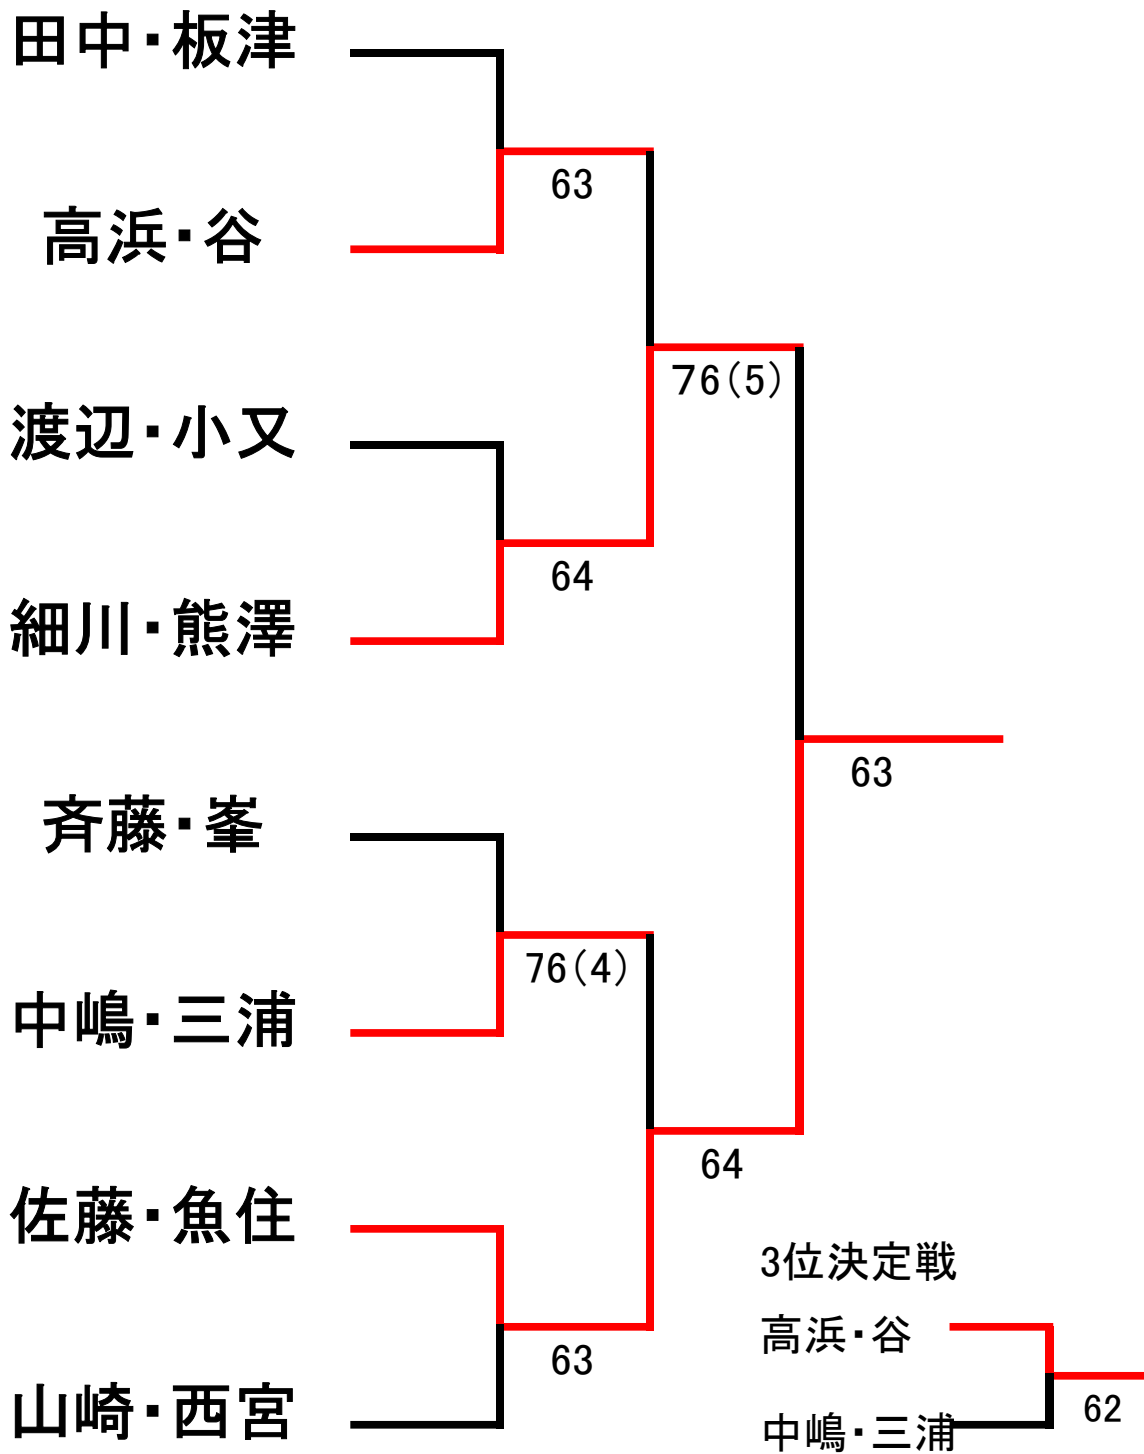 田中・板津
63
高浜・谷
76(5)
渡辺・小又
64
細川・熊澤
63
斉藤・峯
76(4)
中嶋・三浦
64
佐藤・魚住
63
山崎・西宮
3位決定戦
高浜・谷
62
中嶋・三浦